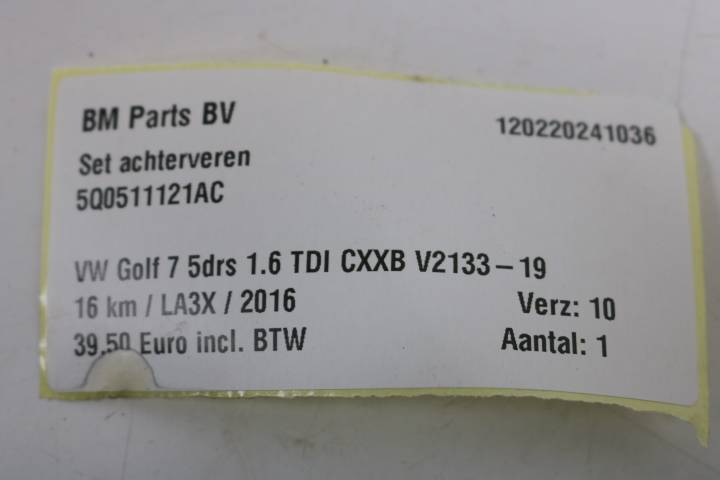 BM Parts BV
120220241036
Set achterveren
5Q0511121AC
VW Golf 7 5drs 1.6 TDI CXXB V2133-19
16 km / LA3X / 2016 Verz: 10
39,50 Euro incl. BTW Aantal: 1